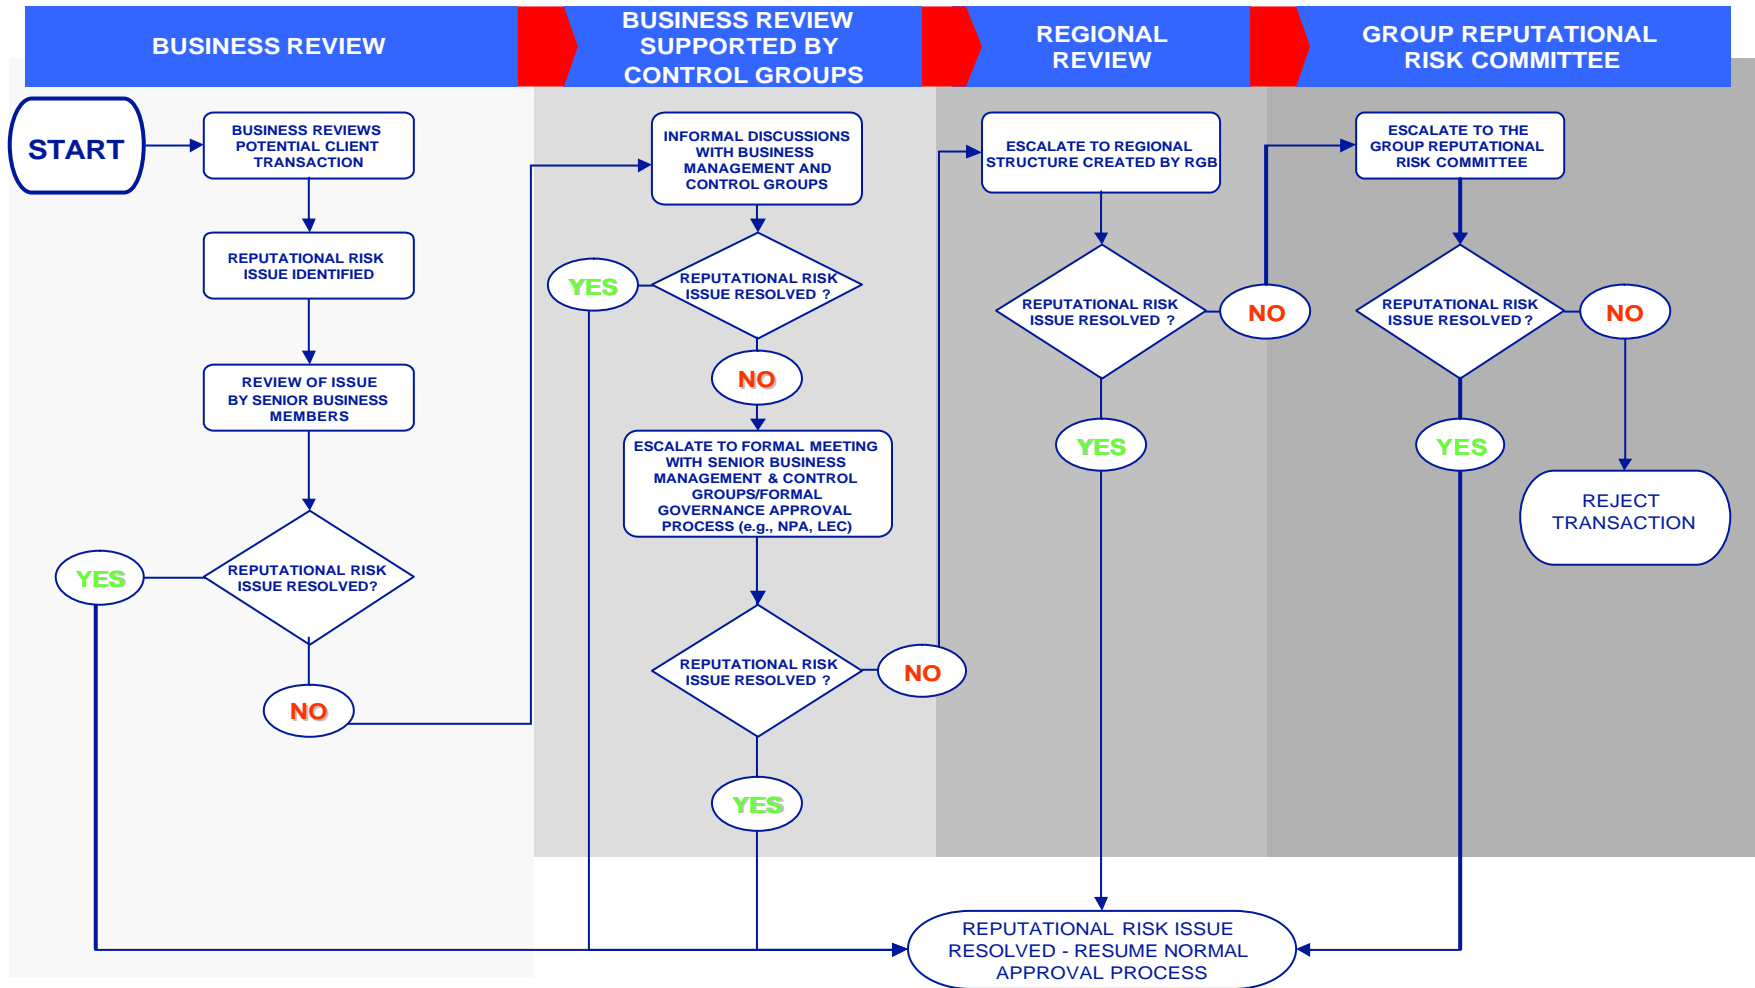 BUSINESS REVIEW
BUSINESS REVIEW
SUPPORTED BY
CONTROL GROUPS
REGIONAL
REVIEW
GROUP REPUTATIONAL
RISK COMMITTEE
START
BUSINESS REVIEWS
POTENTIAL CLIENT
TRANSACTION
REPUTATIONAL RISK
ISSUE IDENTIFIED
REVIEW OF ISSUE
BY SENIOR BUSINESS
MEMBERS
REPUTATIONAL RISK
ISSUE RESOLVED?
YES
NO
INFORMAL DISCUSSIONS
WITH BUSINESS
MANAGEMENT AND
CONTROL GROUPS
REPUTATIONAL RISK
ISSUE RESOLVED ?
YES
NO
ESCALATE TO FORMAL MEETING
WITH SENIOR BUSINESS
MANAGEMENT & CONTROL
GROUPS/FORMAL
GOVERNANCE APPROVAL
PROCESS (e.g., NPA, LEC)
REPUTATIONAL RISK
ISSUE RESOLVED ?
NO
YES
ESCALATE TO REGIONAL
STRUCTURE CREATED BY RGB
REPUTATIONAL RISK
ISSUE RESOLVED ?
NO
YES
ESCALATE TO THE
GROUP REPUTATIONAL
RISK COMMITTEE
REPUTATIONAL RISK
ISSUE RESOLVED?
NO
YES
REJECT
TRANSACTION
REPUTATIONAL RISK ISSUE
RESOLVED - RESUME NORMAL
APPROVAL PROCESS